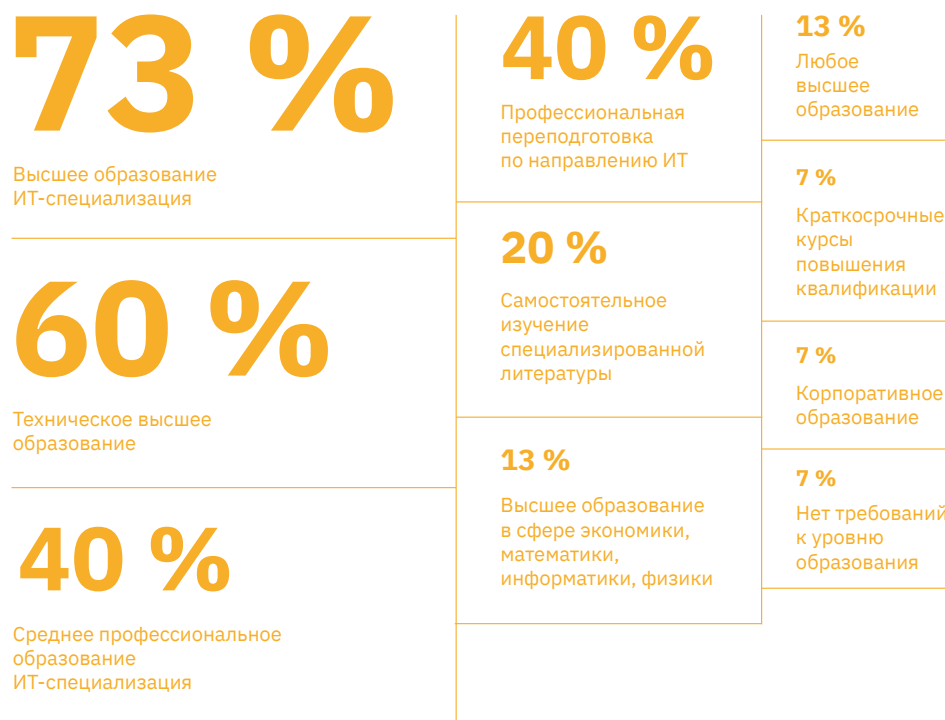 73 %
Высшее образование
ИТ-специализация
60 %
Техническое высшее
образование
40 %
Среднее профессиональное
образование
ИТ-специализация
40 %
Профессиональная
переподготовка
по направлению ИТ
20 %
Самостоятельное
изучение
специализированной
литературы
13 %
Высшее образование
в сфере экономики,
математики,
информатики, физики
13 %
Любое
высшее
образование
7 %
Краткосрочные
курсы
повышения
квалификации
7 %
Корпоративное
образование
7 %
Нет требований
к уровню
образования